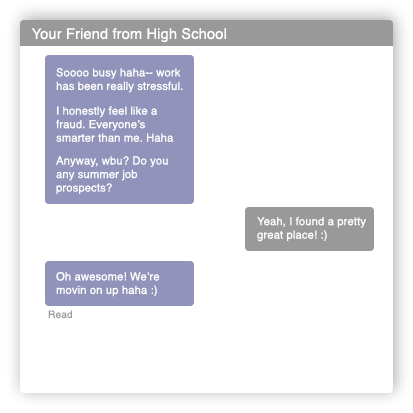 Your Friend from High School
Soooo busy haha-- work
has been really stressful.
I honestly feel like a
fraud. Everyone's
smarter than me. Haha
Anyway, wbu? Do you
any summer job
prospects?
Yeah, I found a pretty
great place! :)
Oh awesome! We're
movin on up haha :)
Read